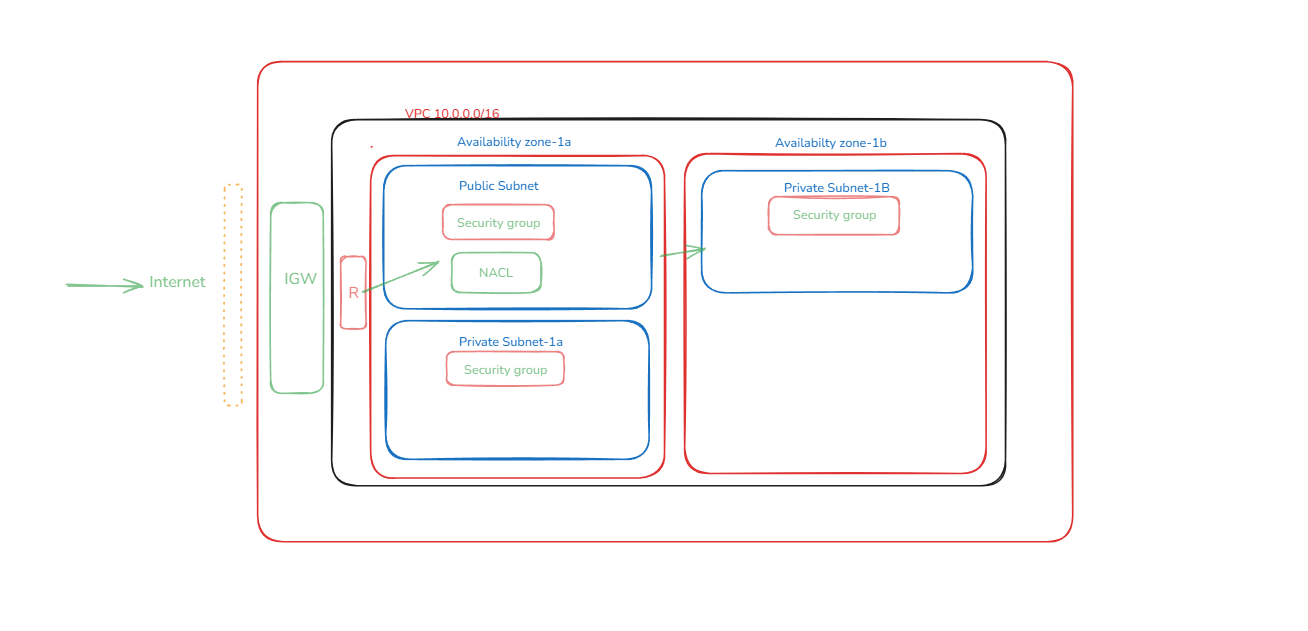 VPC 10.0.0.0/16
Availability zone-1a
Availabilty zone-1b
Public Subnet
Private Subnet-1B
Security group
Security group
NACL
Internet
IGW
R
Private Subnet-1a
Security group